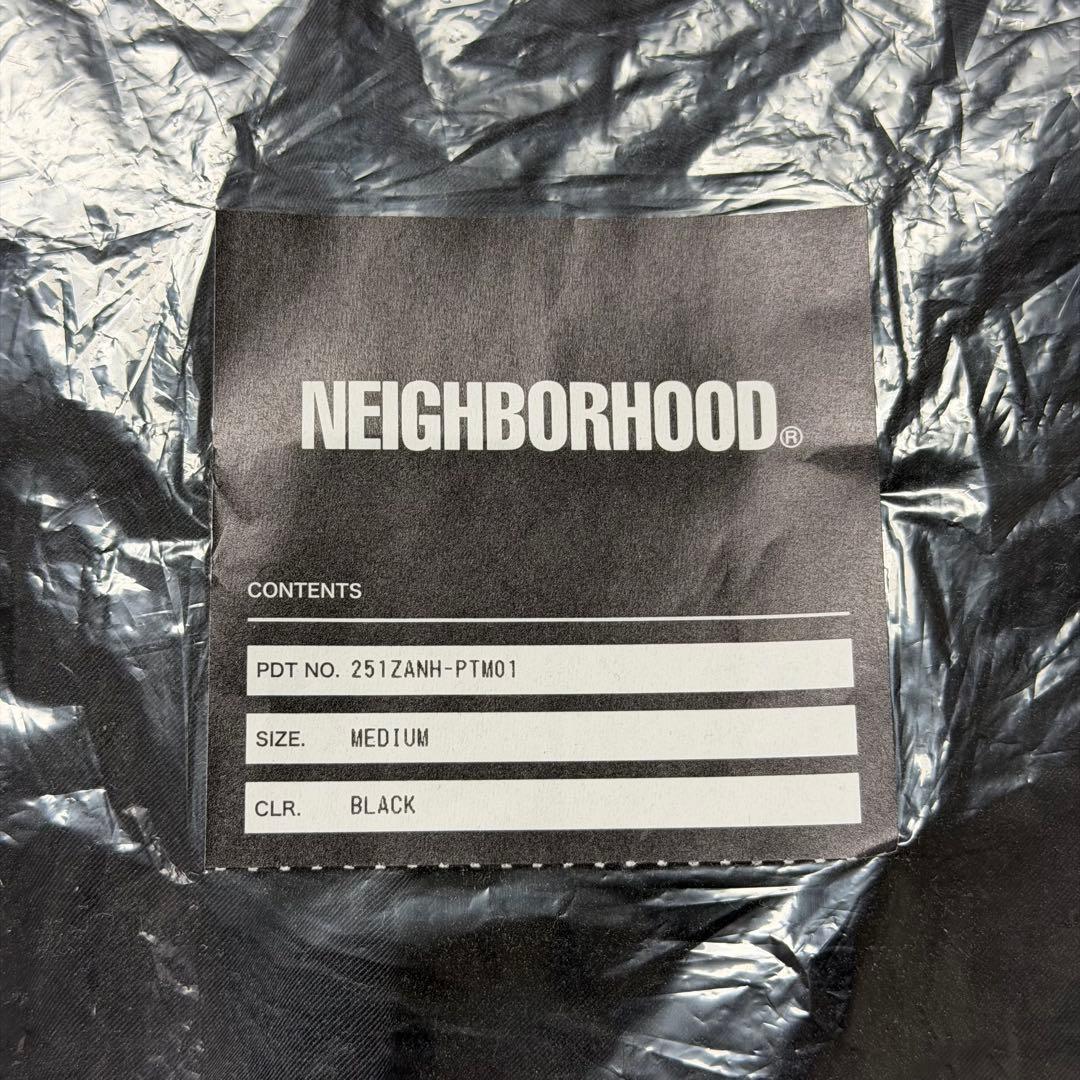 NEIGHBORHOOD®
CONTENTS
PDT NO. 251ZANH-PTM01
SIZE. MEDIUM
CLR. BLACK